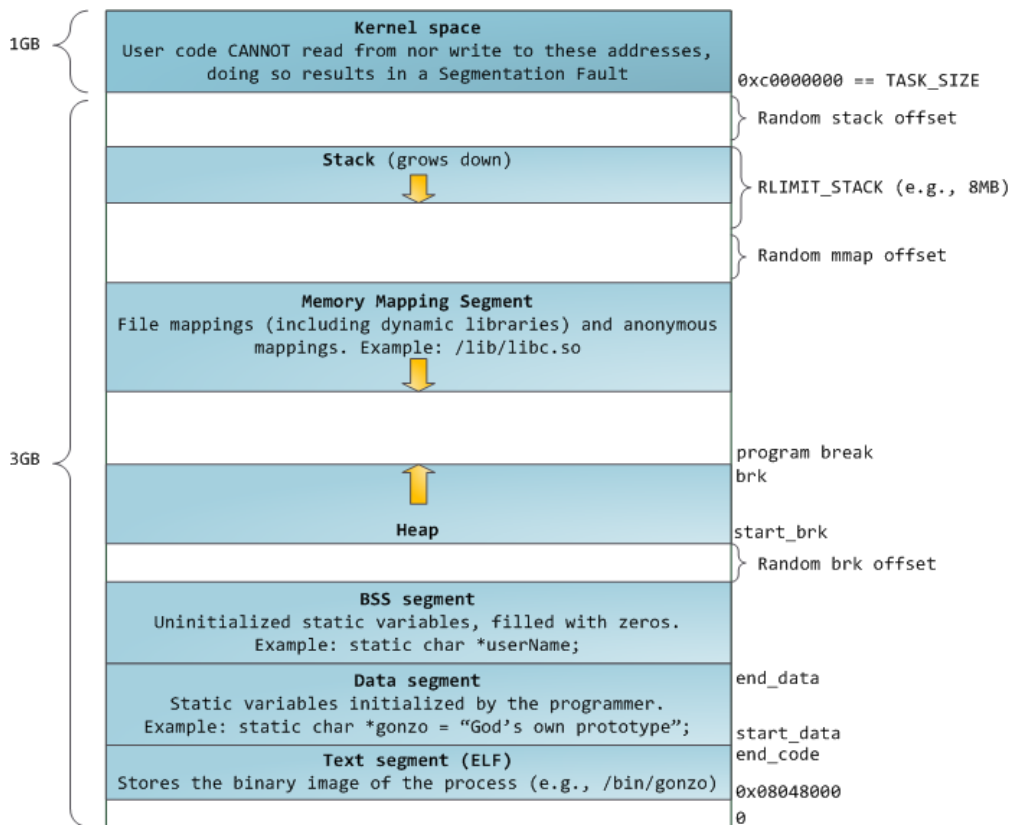 1GB
Kernel space
User code CANNOT read from nor write to these addresses,
doing so results in a Segmentation Fault
0xc0000000 == TASK_SIZE
Random stack offset
Stack (grows down)
RLIMIT_STACK (e.g., 8MB)
Random mmap offset
Memory Mapping Segment
File mappings (including dynamic libraries) and anonymous
mappings. Example: /lib/libc.so
3GB
program break
brk
Heap
start_brk
Random brk offset
BSS segment
Uninitialized static variables, filled with zeros.
Example: static char *userName;
Data segment
end_data
Static variables initialized by the programmer.
Example: static char *gonzo = “God’s own prototype”;
start_data
Text segment (ELF)
end_code
Stores the binary image of the process (e.g., /bin/gonzo)
0x08048000
0